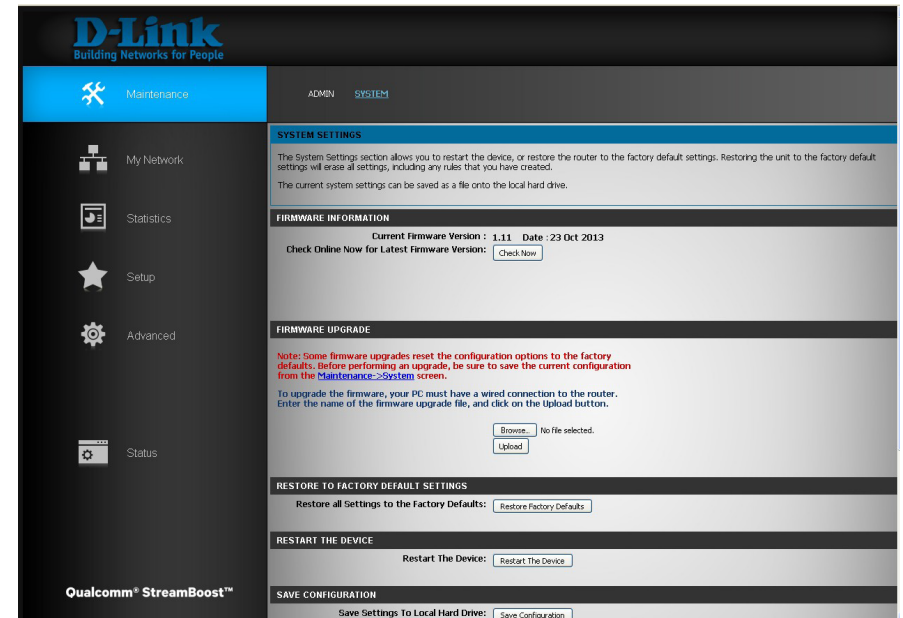 D-Link
Building Networks for People
Maintenance
ADMIN SYSTEM
My Network
Statistics
Setup
Advanced
Status
Qualcomm® StreamBoost™
SYSTEM SETTINGS
The System Settings section allows you to restart the device, or restore the router to the factory default settings. Restoring the unit to the factory default
settings will erase all settings, including any rules that you have created.
The current system settings can be saved as a file onto the local hard drive.
FIRMWARE INFORMATION
Current Firmware Version : 1.11 Date : 23 Oct 2013
Check Online Now for Latest Firmware Version: Check Now
FIRMWARE UPGRADE
Note: Some firmware upgrades reset the configuration options to the factory
defaults. Before performing an upgrade, be sure to save the current configuration
from the Maintenance->System screen.
To upgrade the firmware, your PC must have a wired connection to the router.
Enter the name of the firmware upgrade file, and click on the Upload button.
Browse... No file selected.
Upload
RESTORE TO FACTORY DEFAULT SETTINGS
Restore all Settings to the Factory Defaults: Restore Factory Defaults
RESTART THE DEVICE
Restart The Device: Restart The Device
SAVE CONFIGURATION
Save Settings To Local Hard Drive: Save Configuration